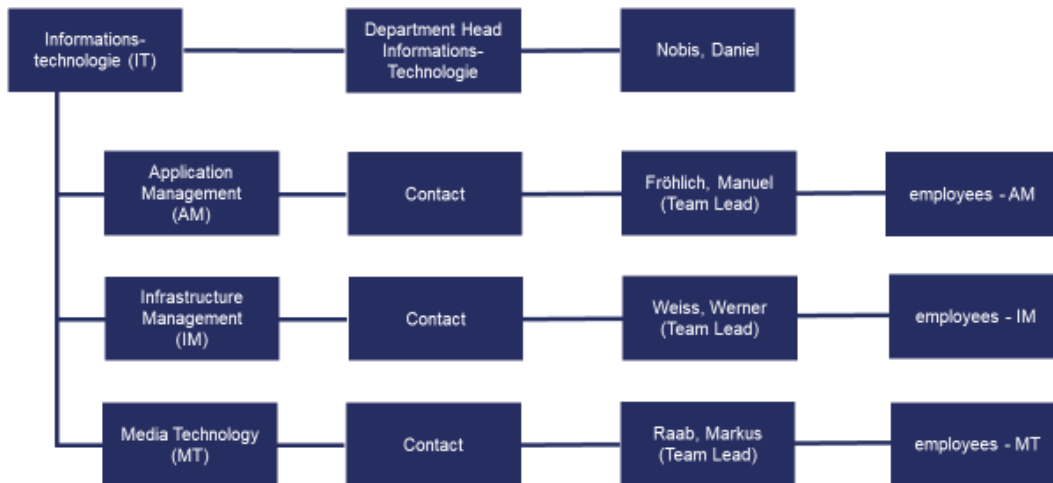 Informations-
technologie (IT)
Department Head
Informations-
Technologie
Nobis, Daniel
Application
Management
(AM)
Contact
Fröhlich, Manuel
(Team Lead)
employees - AM
Infrastructure
Management
(IM)
Contact
Weiss, Werner
(Team Lead)
employees - IM
Media Technology
(MT)
Contact
Raab, Markus
(Team Lead)
employees - MT